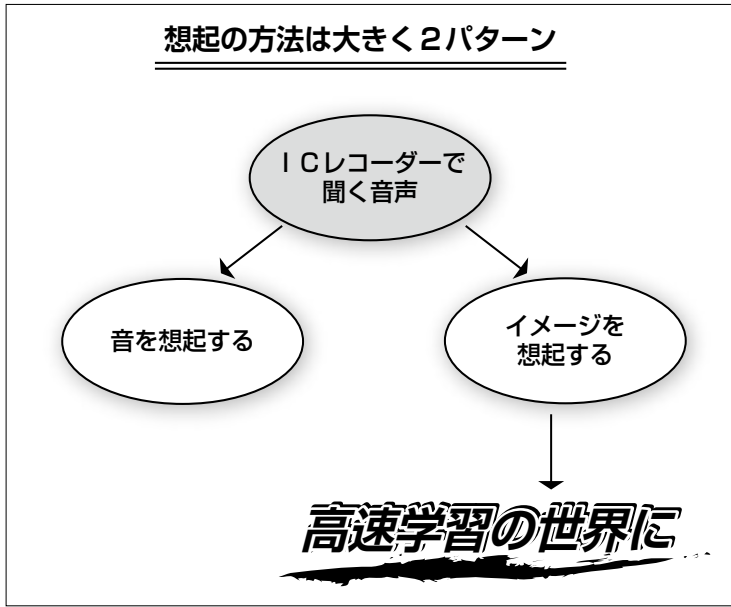 想起の方法は大きく２パターン
ＩＣレコーダーで
聞く音声
音を想起する
イメージを
想起する
高速学習の世界に